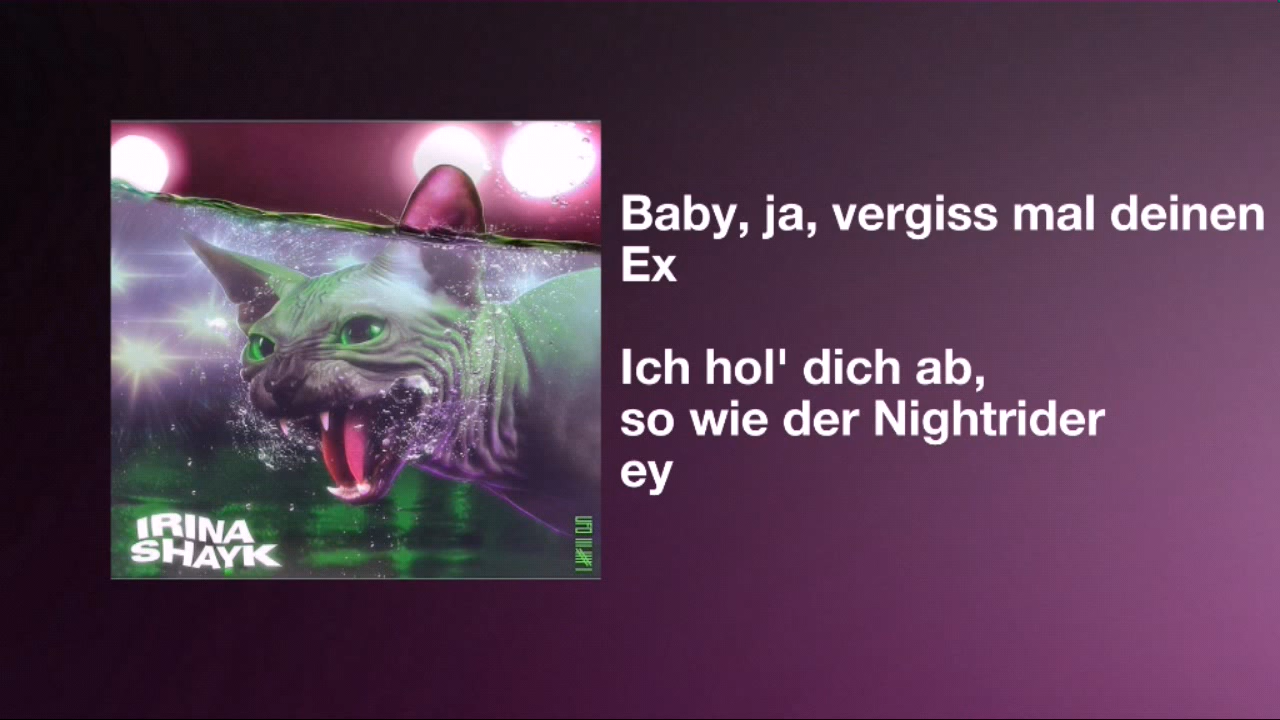 Baby, ja, vergiss mal deinen
Ex
Ich hol' dich ab,
so wie der Nightrider
ey
IRINA
SHAYK